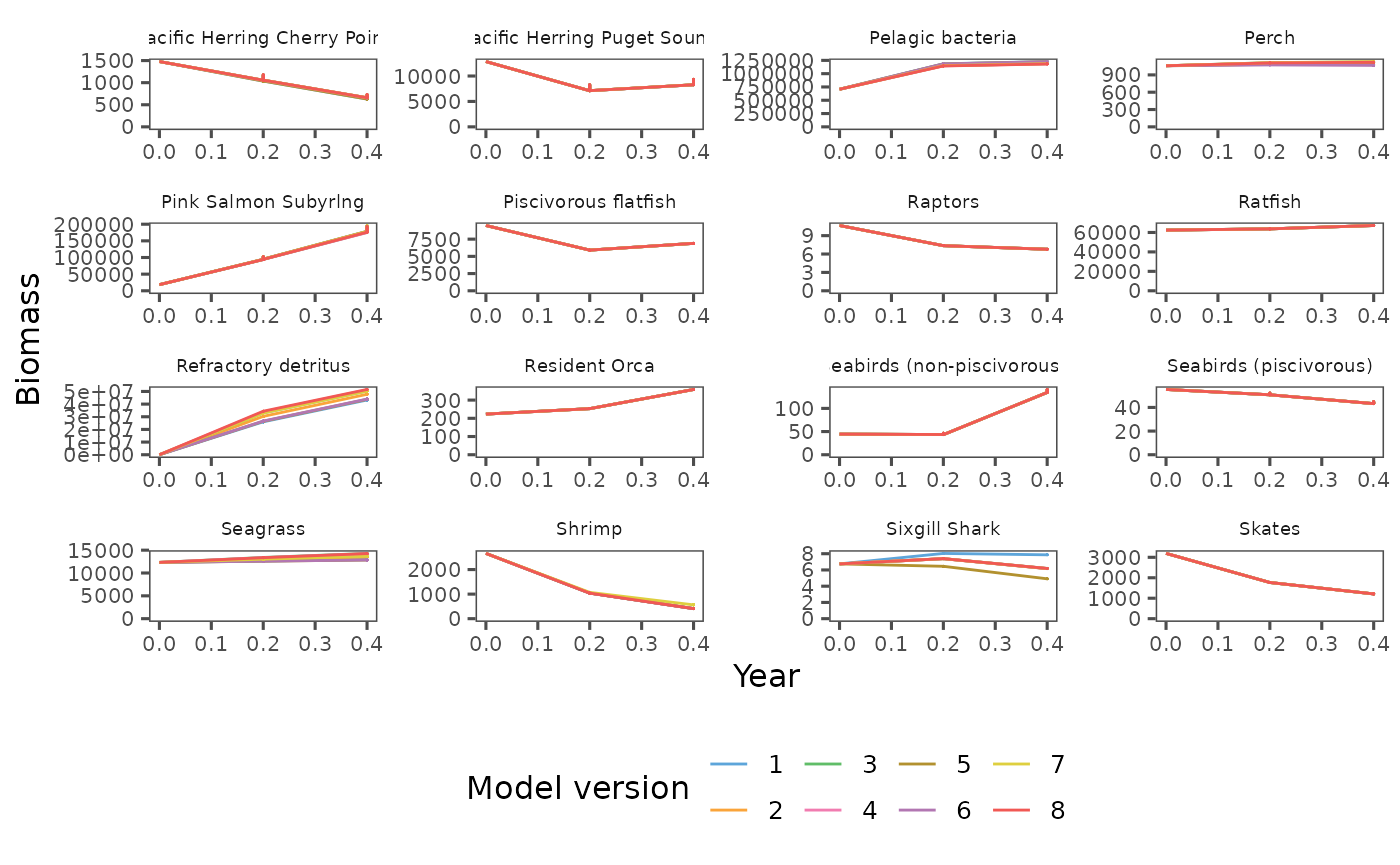 acific Herring Cherry Poin
acific Herring Puget Soun
Pelagic bacteria
Perch
1500
1000
500
0
0.0 0.1 0.2 0.3 0.4
10000
5000
0
0.0 0.1 0.2 0.3 0.4
1250000
1000000
750000
500000
250000
0
0.0 0.1 0.2 0.3 0.4
900
600
300
0
0.0 0.1 0.2 0.3 0.4
Pink Salmon Subyrlng
Piscivorous flatfish
Raptors
Ratfish
200000
150000
100000
50000
0
0.0 0.1 0.2 0.3 0.4
7500
5000
2500
0
0.0 0.1 0.2 0.3 0.4
9
6
3
0
0.0 0.1 0.2 0.3 0.4
60000
40000
20000
0
0.0 0.1 0.2 0.3 0.4
Biomass
Refractory detritus
Resident Orca
eabirds (non-piscivorous
Seabirds (piscivorous)
5e+07
4e+07
3e+07
2e+07
1e+07
0e+00
0.0 0.1 0.2 0.3 0.4
300
200
100
0
0.0 0.1 0.2 0.3 0.4
100
50
0
0.0 0.1 0.2 0.3 0.4
40
20
0
0.0 0.1 0.2 0.3 0.4
Seagrass
Shrimp
Sixgill Shark
Skates
15000
10000
5000
0
0.0 0.1 0.2 0.3 0.4
2000
1000
0
0.0 0.1 0.2 0.3 0.4
8
6
4
2
0
0.0 0.1 0.2 0.3 0.4
3000
2000
1000
0
0.0 0.1 0.2 0.3 0.4
Year
Model version
1 3 5 7
2 4 6 8